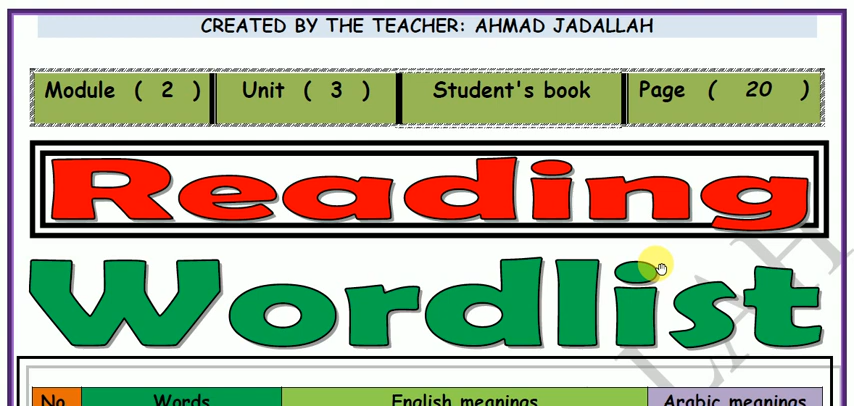 CREATED BY THE TEACHER: AHMAD JADALLAH
Module ( 2 ) Unit ( 3 ) Student's book Page ( 20 )
Reading
Wordlist
No Words English meanings Arabic meanings
LAH